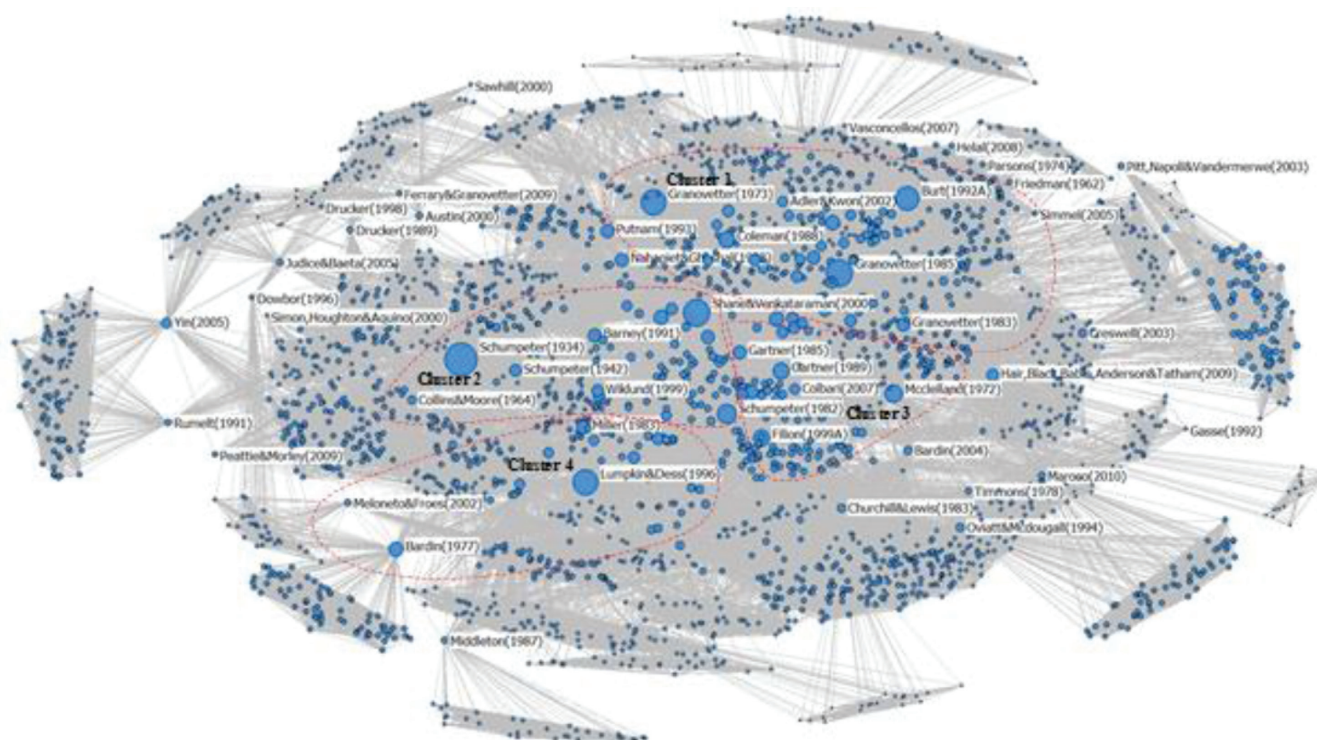 Sawhill(2000)
Vasconcellos(2007)
Helal(2008)
Parsons(1974)
Pitt,Napoli&Vandermerwe(2003)
Cluster 1
Friedman(1962)
Ferrary&Granovetter(2009)
Granovetter(1973)
Adler&Kwon(2002)
Burt(1992A)
Drucker(1998)
Austin(2000)
Simmel(2005)
Drucker(1989)
Putnam(1993)
Coleman(1988)
Judice&Baeta(2005)
Granovetter(1985)
Dowbor(1996)
Shane&Venkataraman(2000)
Simon,Houghton&Aquino(2000)
Yin(2005)
Granovetter(1983)
Barney(1991)
Creswell(2003)
Schumpeter(1934)
Gartner(1985)
Schumpeter(1942)
Gartner(1989)
Hair,Black,Babin,Anderson&Tatham(2009)
Cluster 2
Wiklund(1999)
Colbari(2007)
Mcclelland(1972)
Collins&Moore(1964)
Schumpeter(1982)
Cluster 3
Rumelt(1991)
Miller(1983)
Gasse(1992)
Fillion(1999A)
Peattie&Morley(2009)
Bardin(2004)
Cluster 4
Lumpkin&Dess(1996
Maroso(2010)
Timmons(1978)
Meloneto&Froes(2002)
Churchill&Lewis(1983)
Oviatt&Mcdougall(1994)
Bardin(1977)
Middleton(1987)